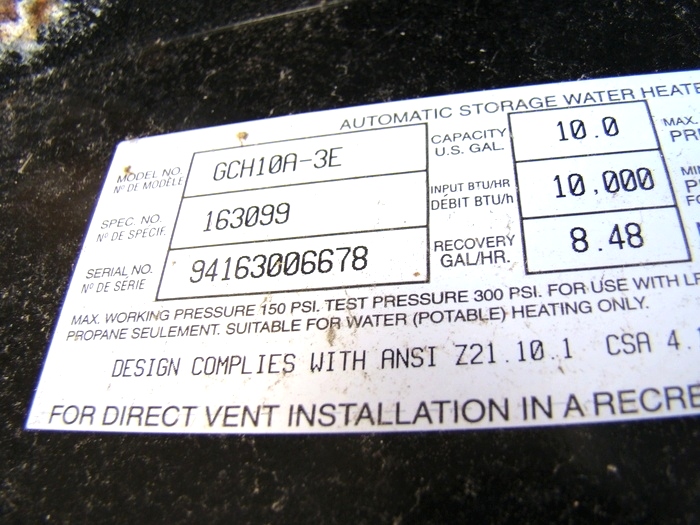 AUTOMATIC STORAGE WATER HEATE
MODEL NO.
Nº DE MODÈLE
GCH10A-3E
CAPACITY
U.S. GAL.
10.0
MAX.
SPEC. NO.
Nº DE SPÉCIF.
163099
INPUT BTU/HR
DÉBIT BTU/h
10,000
SERIAL NO.
Nº DE SÉRIE
94163006678
RECOVERY
GAL/HR.
8.48
MAX. WORKING PRESSURE 150 PSI. TEST PRESSURE 300 PSI. FOR USE WITH LP
PROPANE SEULEMENT. SUITABLE FOR WATER (POTABLE) HEATING ONLY.
DESIGN COMPLIES WITH ANSI Z21.10.1 CSA 4.
FOR DIRECT VENT INSTALLATION IN A RECRE